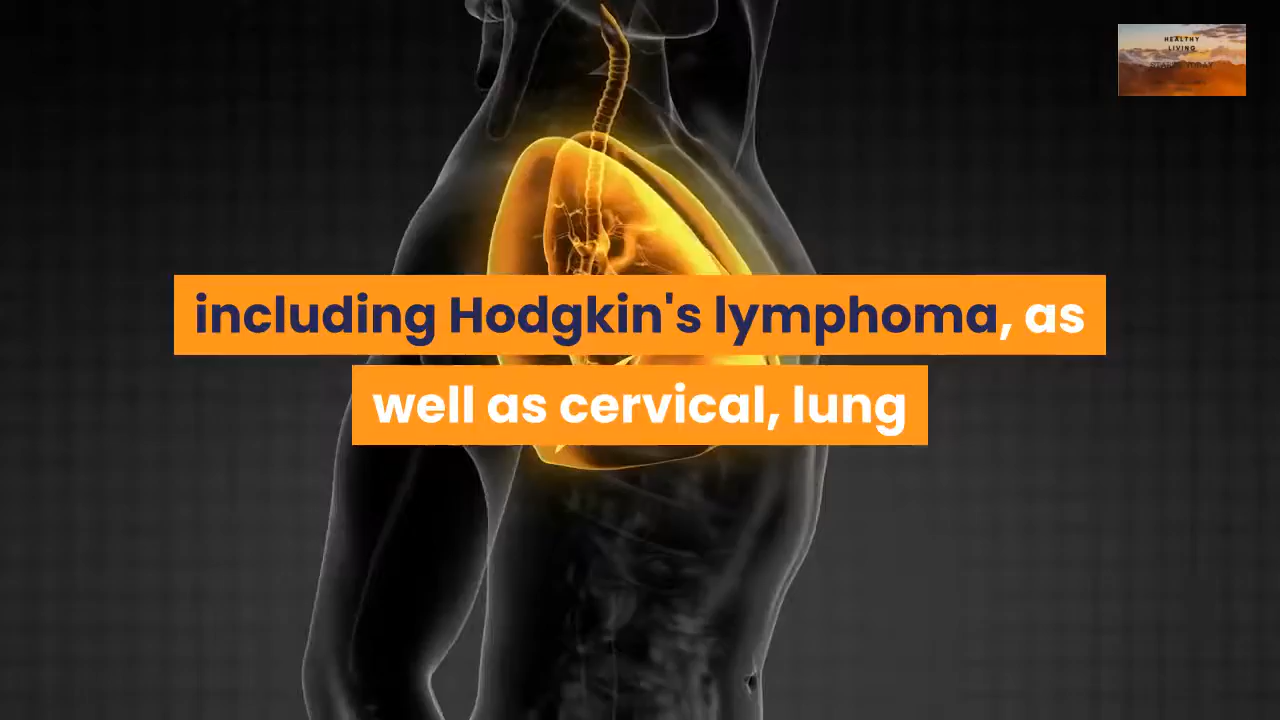 HEALTHY
LIVING
including Hodgkin's lymphoma, as
well as cervical, lung